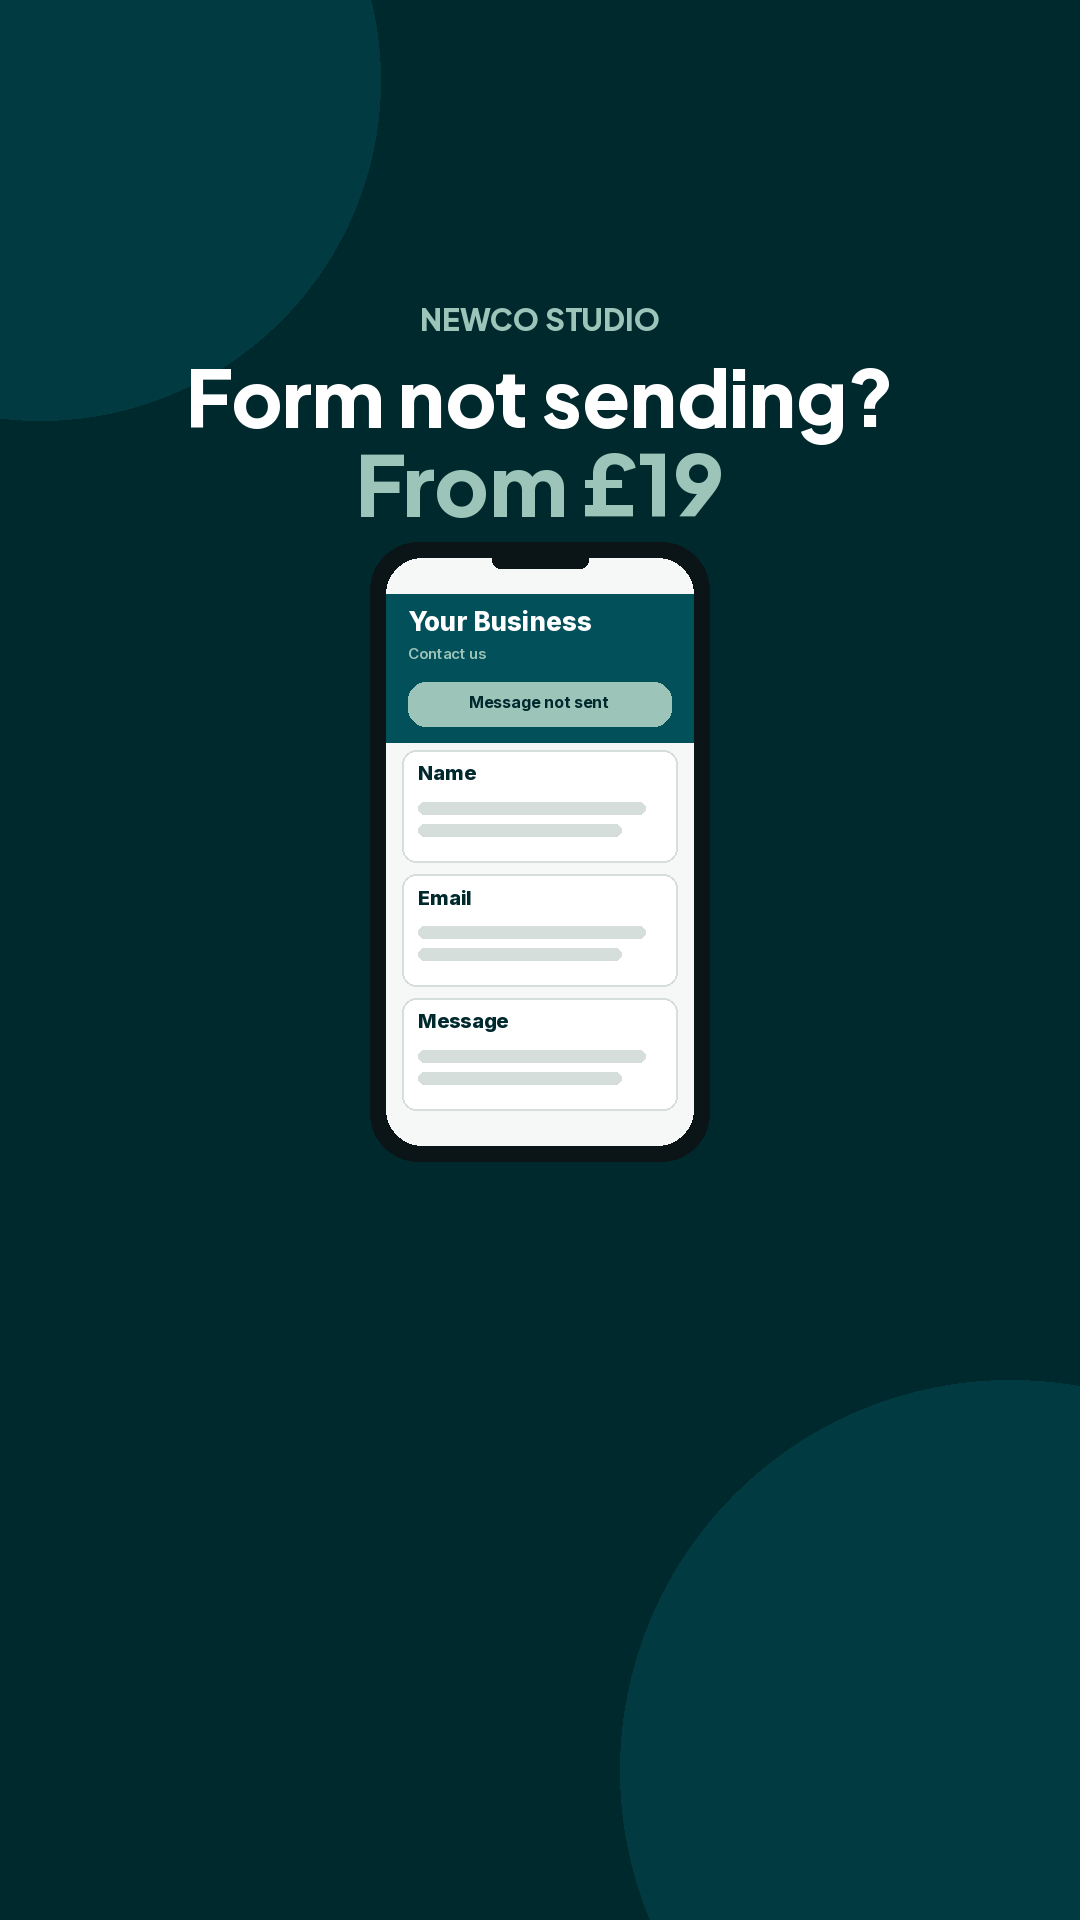 NEWCO STUDIO
Form not sending?
From £19
Your Business
Contact us
Message not sent
Name
Email
Message